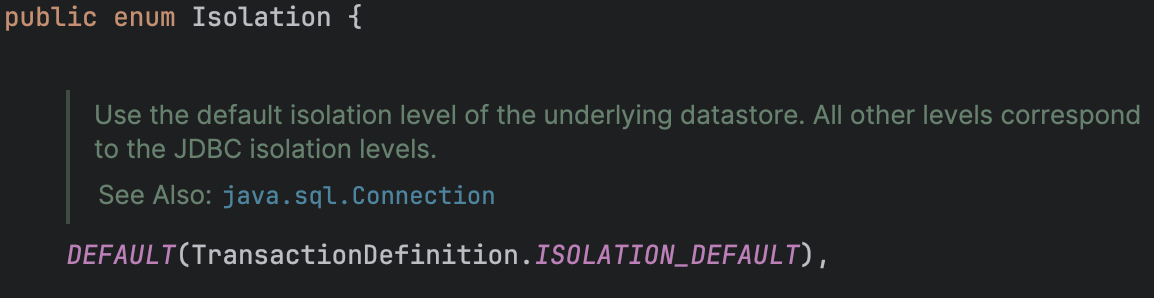 public enum Isolation {
Use the default isolation level of the underlying datastore. All other levels correspond
to the JDBC isolation levels.
See Also: java.sql.Connection
DEFAULT(TransactionDefinition.ISOLATION_DEFAULT),